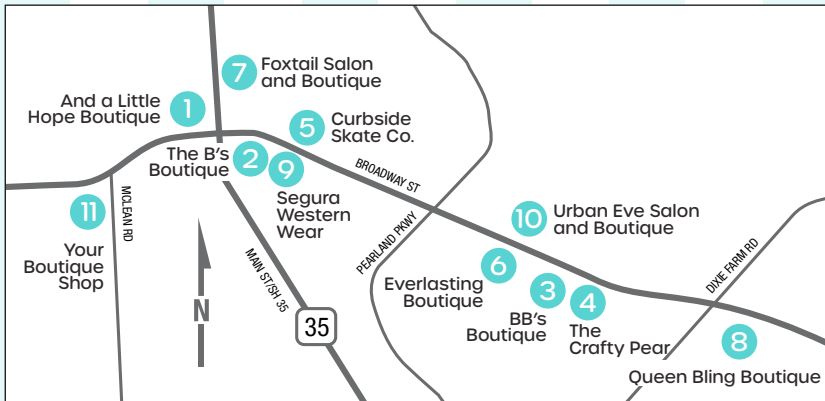 7
Foxtail Salon
and Boutique
And a Little
Hope Boutique
1
5
Curbside
Skate Co.
The B's
Boutique
2
9
Segura
Western
Wear
BROADWAY ST
11
Your
Boutique
Shop
MCLEAN RD
N
MAIN ST/SH 35
35
PEARLAND PKWY
10
Urban Eve Salon
and Boutique
6
Everlasting
Boutique
3
BB's
Boutique
4
The
Crafty Pear
DIXIE FARM RD
8
Queen Bling Boutique